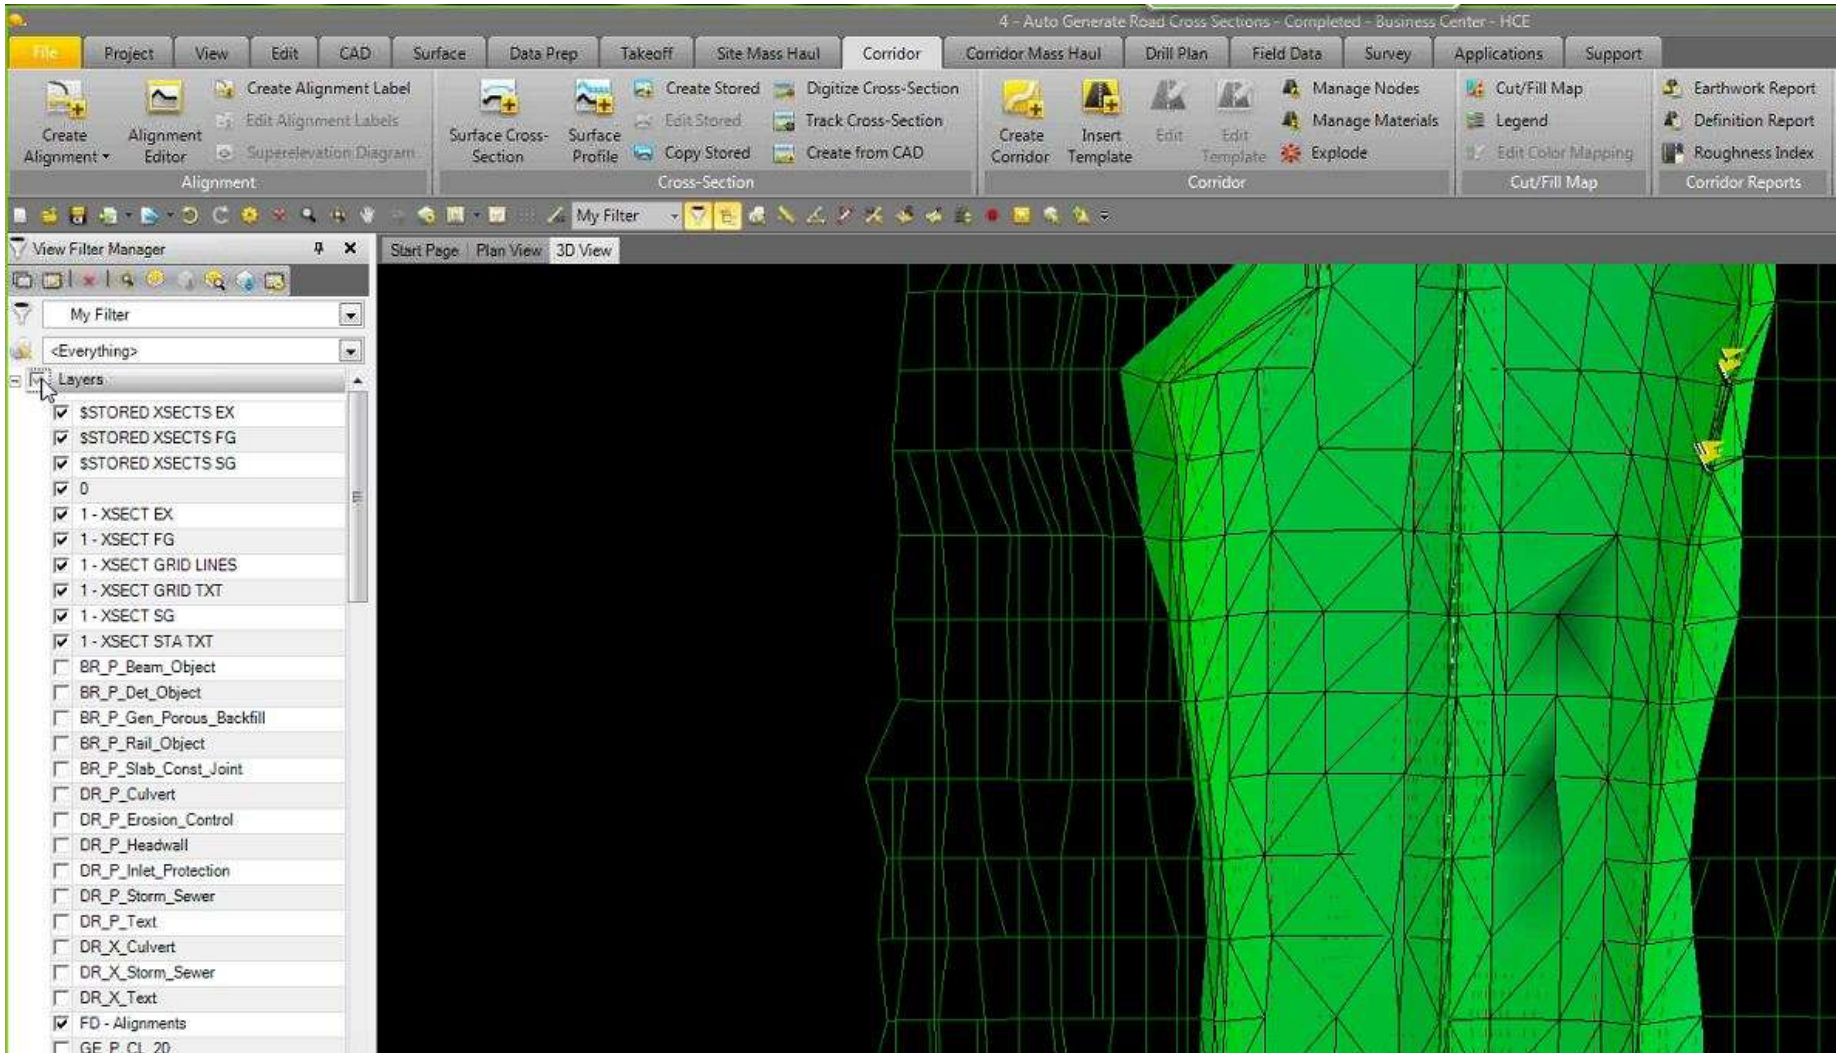 4 - Auto Generate Road Cross Sections - Completed - Business Center - HCE
File Project View Edit CAD Surface Data Prep Takeoff Site Mass Haul Corridor Corridor Mass Haul Drill Plan Field Data Survey Applications Support
Create Alignment
Alignment Editor
Create Alignment Label
Edit Alignment Labels
Superelevation Diagram
Alignment
Surface Cross-Section
Surface Profile
Create Stored
Edit Stored
Copy Stored
Digitize Cross-Section
Track Cross-Section
Create from CAD
Cross-Section
Create Corridor
Insert Template
Edit
Edit Template
Manage Nodes
Manage Materials
Explode
Corridor
Cut/Fill Map
Legend
Edit Color Mapping
Cut/Fill Map
Earthwork Report
Definition Report
Roughness Index
Corridor Reports
My Filter
View Filter Manager
Start Page Plan View 3D View
My Filter
<Everything>
Layers
$STORED XSECTS EX
$STORED XSECTS FG
$STORED XSECTS SG
0
1 - XSECT EX
1 - XSECT FG
1 - XSECT GRID LINES
1 - XSECT GRID TXT
1 - XSECT SG
1 - XSECT STA TXT
BR_P_Beam_Object
BR_P_Det_Object
BR_P_Gen_Porous_Backfill
BR_P_Rail_Object
BR_P_Slab_Const_Joint
DR_P_Culvert
DR_P_Erosion_Control
DR_P_Headwall
DR_P_Inlet_Protection
DR_P_Storm_Sewer
DR_P_Text
DR_X_Culvert
DR_X_Storm_Sewer
DR_X_Text
FD - Alignments
GE_P_CL_20